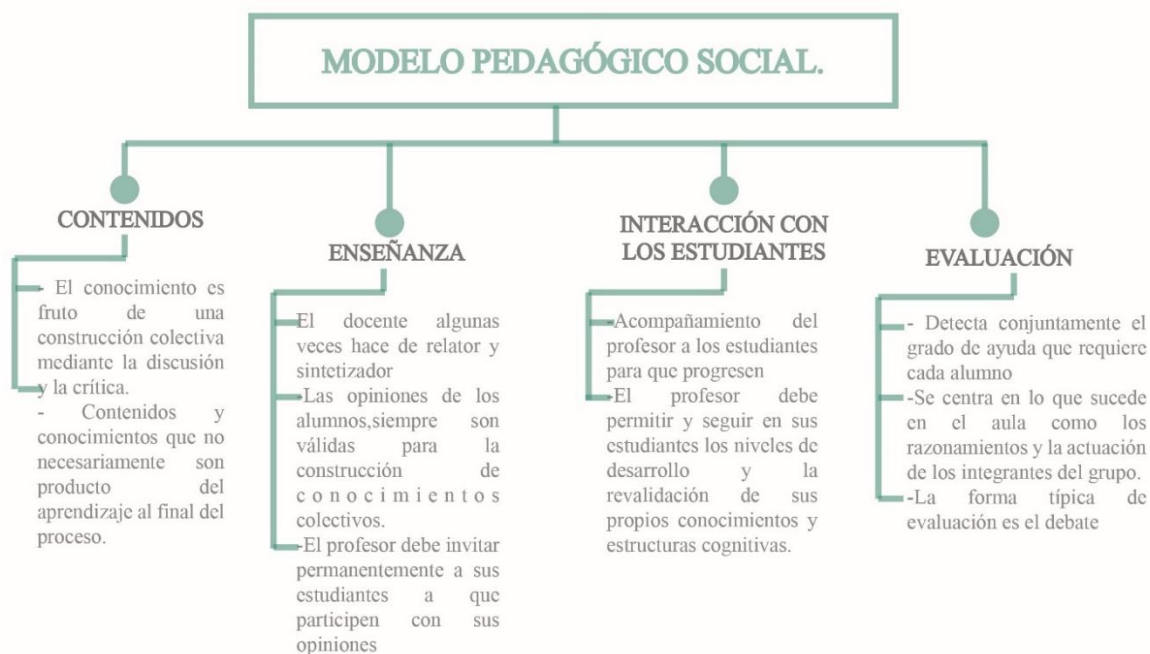 MODELO PEDAGÓGICO SOCIAL.
CONTENIDOS
- El conocimiento es
fruto de una
construcción colectiva
mediante la discusión
y la crítica.
- Contenidos y
conocimientos que no
necesariamente son
producto del
aprendizaje al final del
proceso.
ENSEÑANZA
El docente algunas
veces hace de relator y
sintetizador
-Las opiniones de los
alumnos,siempre son
válidas para la
construcción de
conocimientos
colectivos.
-El profesor debe invitar
permanentemente a sus
estudiantes a que
participen con sus
opiniones
INTERACCIÓN CON
LOS ESTUDIANTES
-Acompañamiento del
profesor a los estudiantes
para que progresen
-El profesor debe
permitir y seguir en sus
estudiantes los niveles de
desarrollo y la
revalidación de sus
propios conocimientos y
estructuras cognitivas.
EVALUACIÓN
- Detecta conjuntamente el
grado de ayuda que requiere
cada alumno
-Se centra en lo que sucede
en el aula como los
razonamientos y la actuación
de los integrantes del grupo.
-La forma típica de
evaluación es el debate